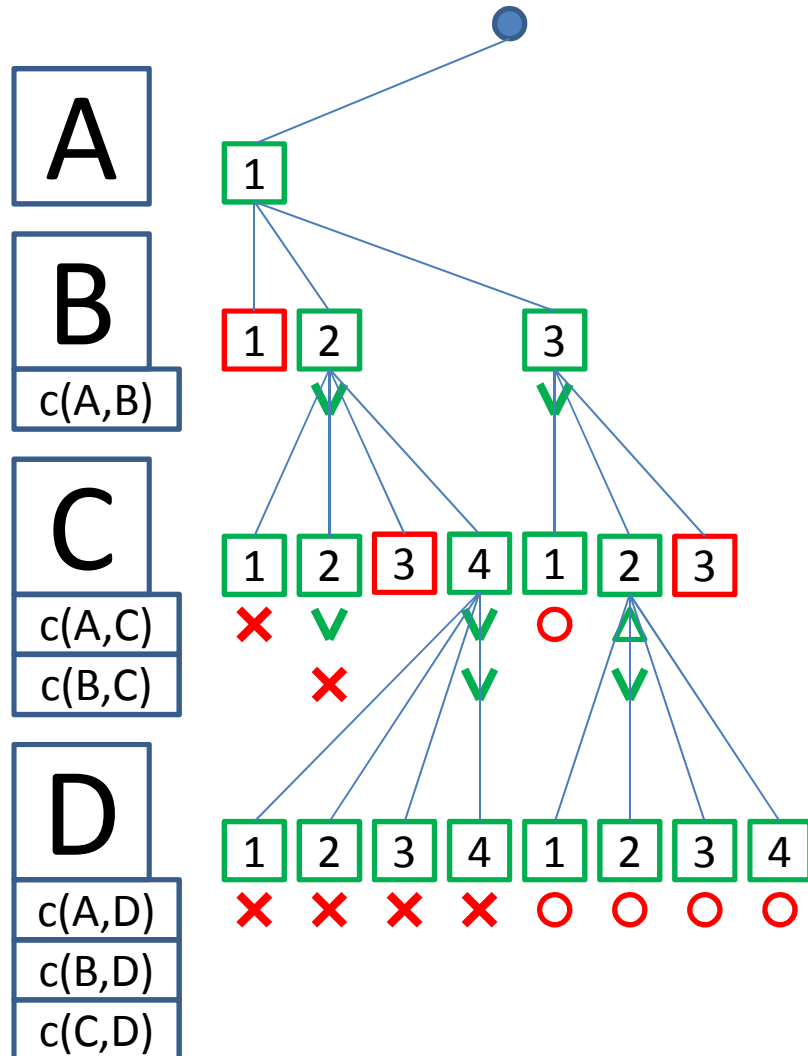 A
1
B
1 2 3
c(A,B)
C
1 2 3 4 1 2 3
c(A,C)
c(B,C)
D
1 2 3 4 1 2 3 4
c(A,D)
c(B,D)
c(C,D)